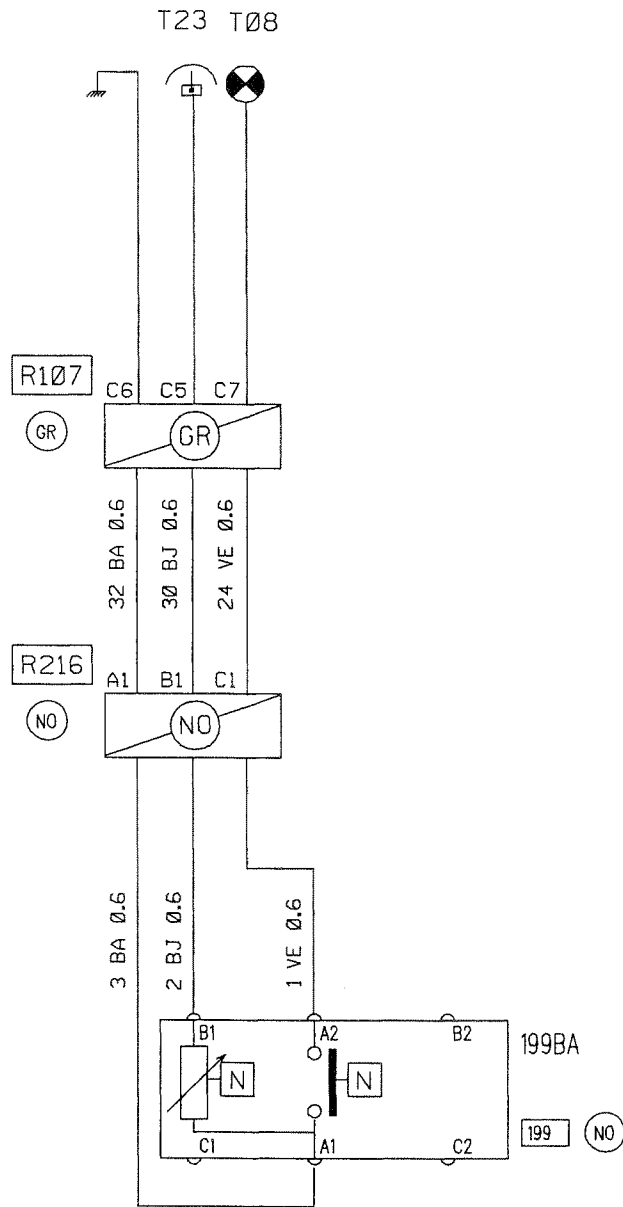 T23 TØ8
R1Ø7
C6 C5 C7
GR
GR
32 BA Ø.6
3Ø BJ Ø.6
24 VE Ø.6
R216
A1 B1 C1
NO
NO
3 BA Ø.6
2 BJ Ø.6
1 VE Ø.6
B1 A2 B2
199BA
N
N
199
NO
C1 A1 C2